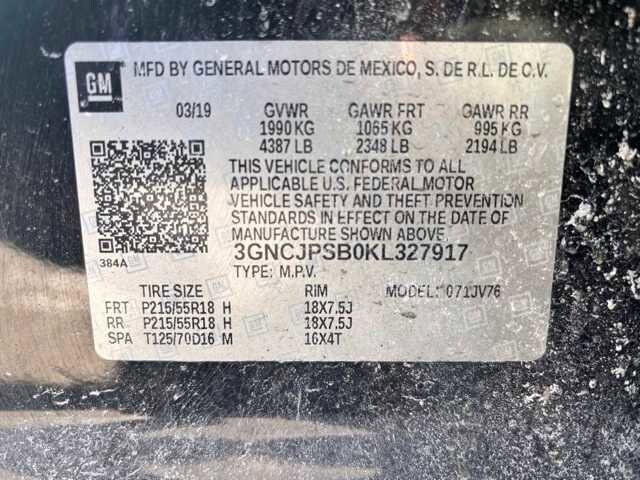 GM MFD BY GENERAL MOTORS DE MEXICO, S. DE R.L. DE C.V.
03/19 GVWR GAWR FRT GAWR RR
1990 KG 1065 KG 995 KG
4387 LB 2348 LB 2194 LB
THIS VEHICLE CONFORMS TO ALL
APPLICABLE U.S. FEDERAL MOTOR
VEHICLE SAFETY AND THEFT PREVENTION
STANDARDS IN EFFECT ON THE DATE OF
MANUFACTURE SHOWN ABOVE.
384A 3GNCJPSB0KL327917
TYPE: M.P.V.
TIRE SIZE RIM MODEL: 071JV76
FRT P215/55R18 H 18X7.5J
RR P215/55R18 H 18X7.5J
SPA T125/70D16 M 16X4T